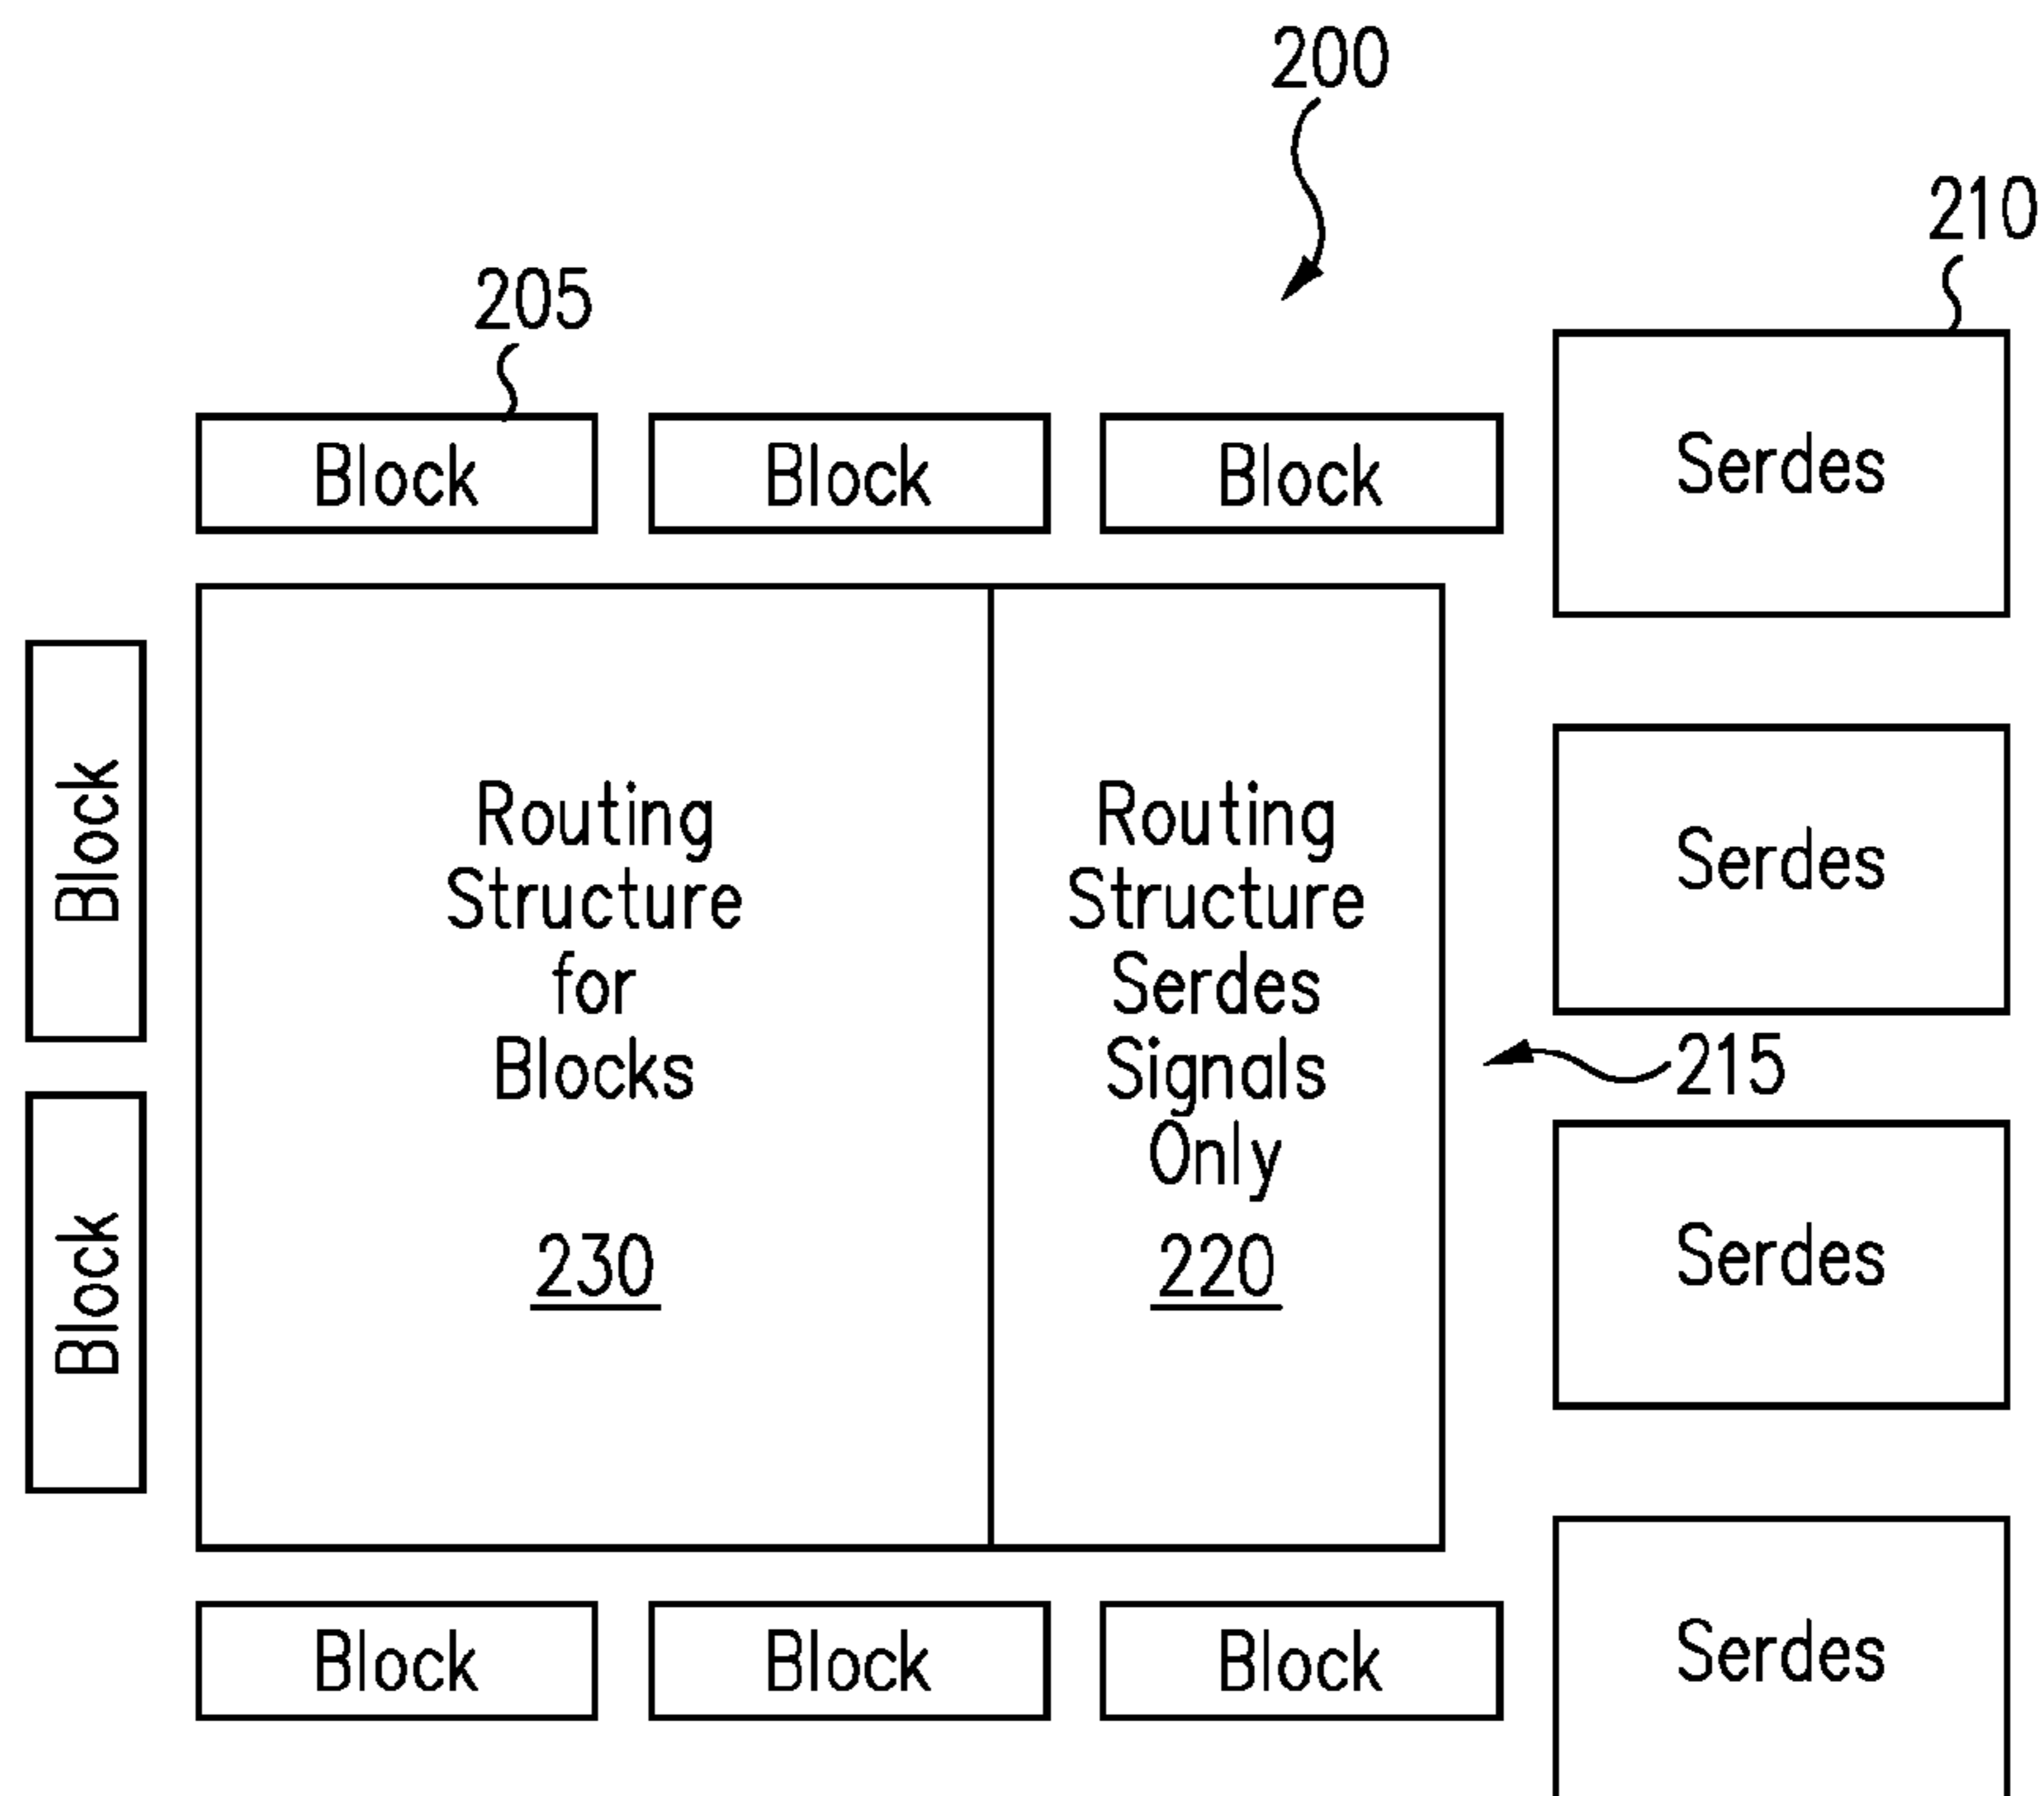 200
210
205
Block
Block
Block
Serdes
Block
Block
Routing
Structure
for
Blocks
230
Routing
Structure
Serdes
Signals
Only
220
Serdes
215
Serdes
Block
Block
Block
Serdes